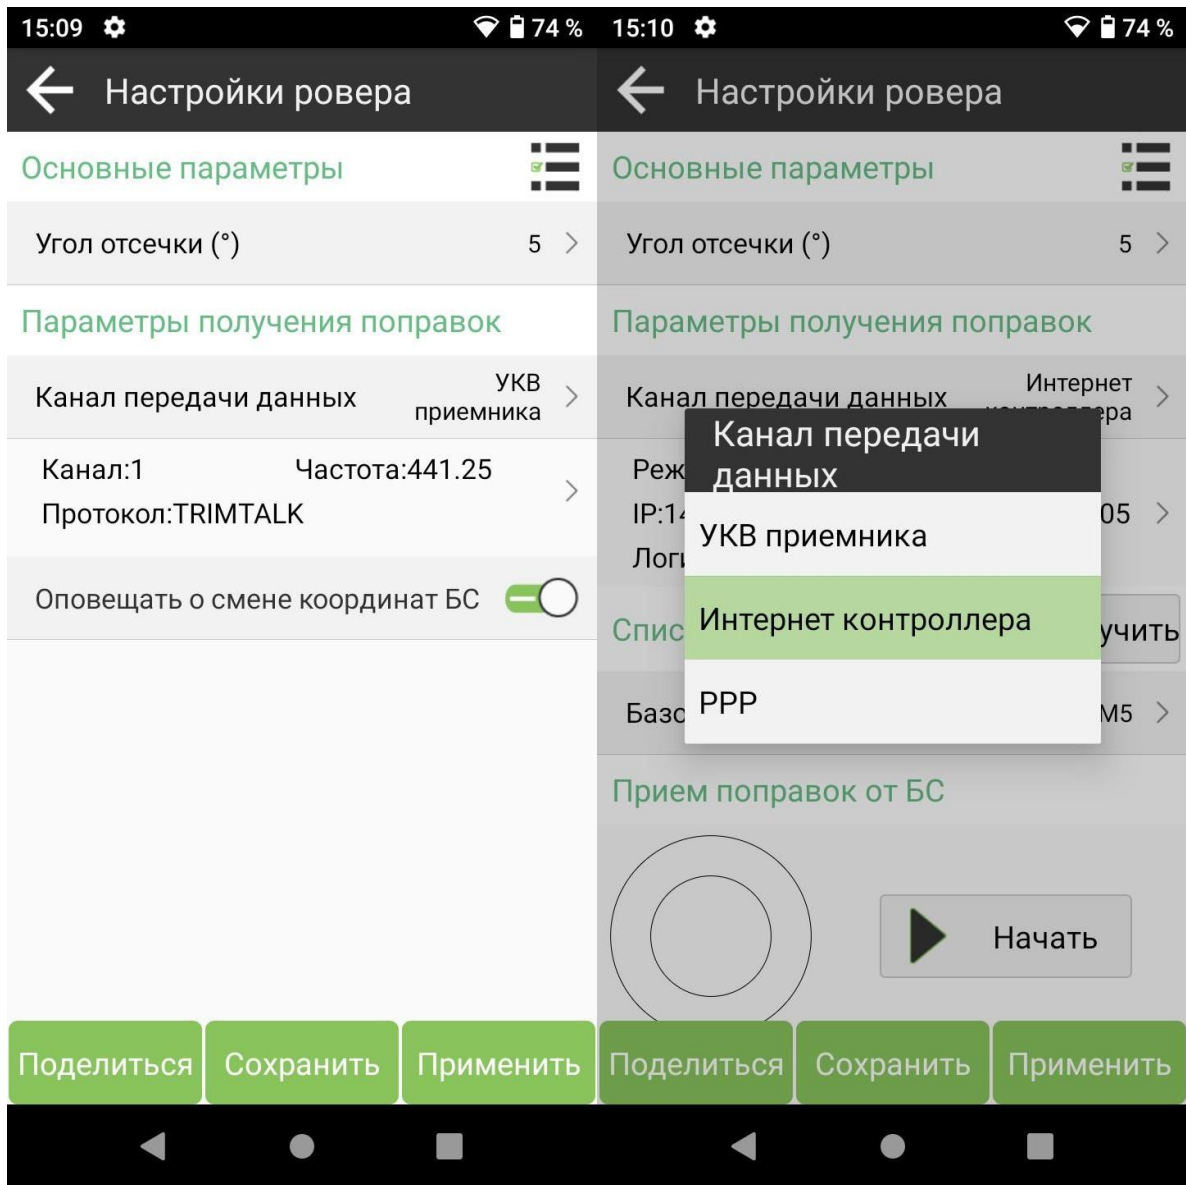 15:09 74 %
Настройки ровера
Основные параметры
Угол отсечки (°) 5
Параметры получения поправок
Канал передачи данных УКВ
приемника
Канал:1 Частота:441.25
Протокол:TRIMTALK
Оповещать о смене координат БС
Поделиться Сохранить Применить
15:10 74 %
Настройки ровера
Основные параметры
Угол отсечки (°) 5
Параметры получения поправок
Канал передачи данных Интернет
Канал передачи
данных
УКВ приемника
Интернет контроллера
PPP
05
M5
Прием поправок от БС
Начать
Поделиться Сохранить Применить